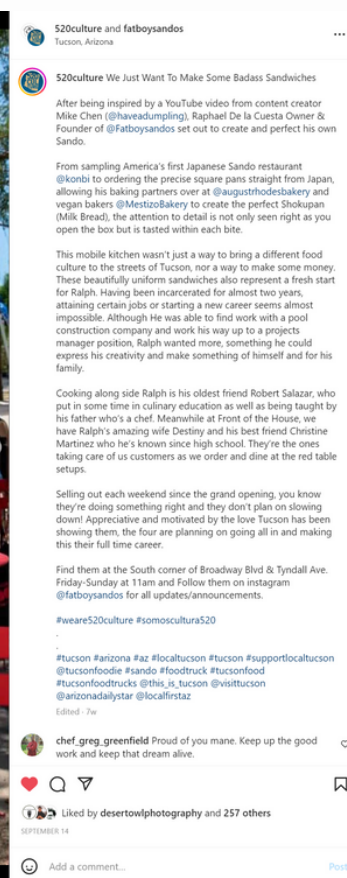 520culture and fatboysandos
Tucson, Arizona
520culture We Just Want To Make Some Badass Sandwiches
After being inspired by a YouTube video from content creator
Mike Chen (@haveadumpling), Raphael De la Cuesta Owner &
Founder of @Fatboysandos set out to create and perfect his own
Sando.
From sampling America's first Japanese Sando restaurant
@konbi to ordering the precise square pans straight from Japan,
allowing his baking partners over at @augustrhodesbakery and
vegan bakers @MestizoBakery to create the perfect Shokupan
(Milk Bread), the attention to detail is not only seen right as you
open the box but is tasted within each bite.
This mobile kitchen wasn't just a way to bring a different food
culture to the streets of Tucson, nor a way to make some money.
These beautifully uniform sandwiches also represent a fresh start
for Ralph. Having been incarcerated for almost two years,
attaining certain jobs or starting a new career seems almost
impossible. Although He was able to find work with a pool
construction company and work his way up to a projects
manager position, Ralph wanted more, something he could
express his creativity and make something of himself and for his
family.
Cooking along side Ralph is his oldest friend Robert Salazar, who
put in some time in culinary education as well as being taught by
his father who's a chef. Meanwhile at Front of the House, we
have Ralph's amazing wife Destiny and his best friend Christine
Martinez who he's known since high school. They're the ones
taking care of us customers as we order and dine at the red table
setups.
Selling out each weekend since the grand opening, you know
they're doing something right and they don't plan on slowing
down! Appreciative and motivated by the love Tucson has been
showing them, the four are planning on going all in and making
this their full time career.
Find them at the South corner of Broadway Blvd & Tyndall Ave.
Friday-Sunday at 11am and Follow them on instagram
@fatboysandos for all updates/announcements.
#weare520culture #somoscultura520
.
.
#tucson #arizona #az #localtucson #tucson #supportlocaltucson
@tucsonfoodie #sando #foodtruck #tucsonfood
#tucsonfoodtrucks @this_is_tucson @visittucson
@arizonadailystar @localfirstaz
Edited · 7w
chef_greg_greenfield Proud of you mane. Keep up the good
work and keep that dream alive.
Liked by desertowlphotography and 257 others
SEPTEMBER 14
Add a comment...
Post